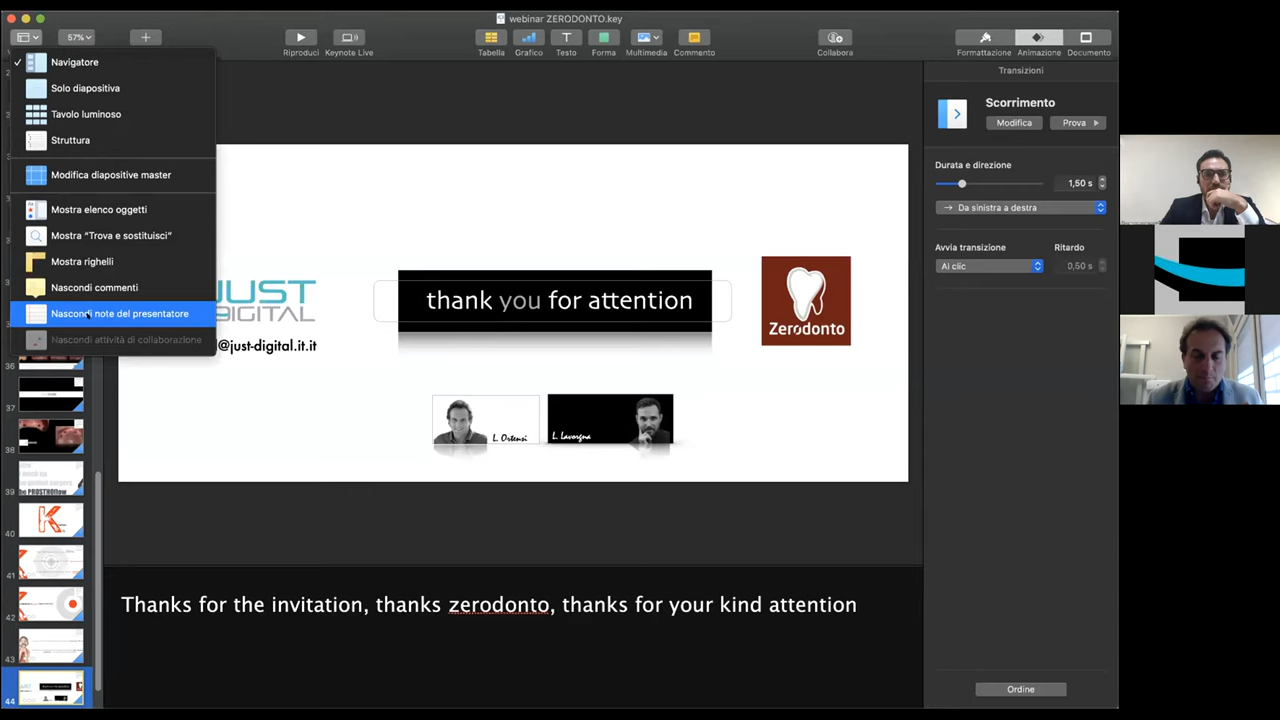 webinar ZERODONTO.key
57%
Riproduci
Keynote Live
Tabella
Grafico
Testo
Forma
Multimedia
Commento
Collabora
Formattazione
Animazione
Documento
Navigatore
Solo diapositiva
Tavolo luminoso
Struttura
Modifica diapositive master
Mostra elenco oggetti
Mostra “Trova e sostituisci”
Mostra righelli
Nascondi commenti
Nascondi note del presentatore
Nascondi attività di collaborazione
Transizioni
Scorrimento
Modifica
Prova
Durata e direzione
1,50 s
Da sinistra a destra
Avvia transizione
Ritardo
Al clic
0,50 s
Ordine
JUST
DIGITAL
@just-digital.it.it
thank you for attention
Zerodonto
L. Ortensi
L. Lavorgna
36
37
38
39
40
41
42
43
44
Thanks for the invitation, thanks zerodonto, thanks for your kind attention